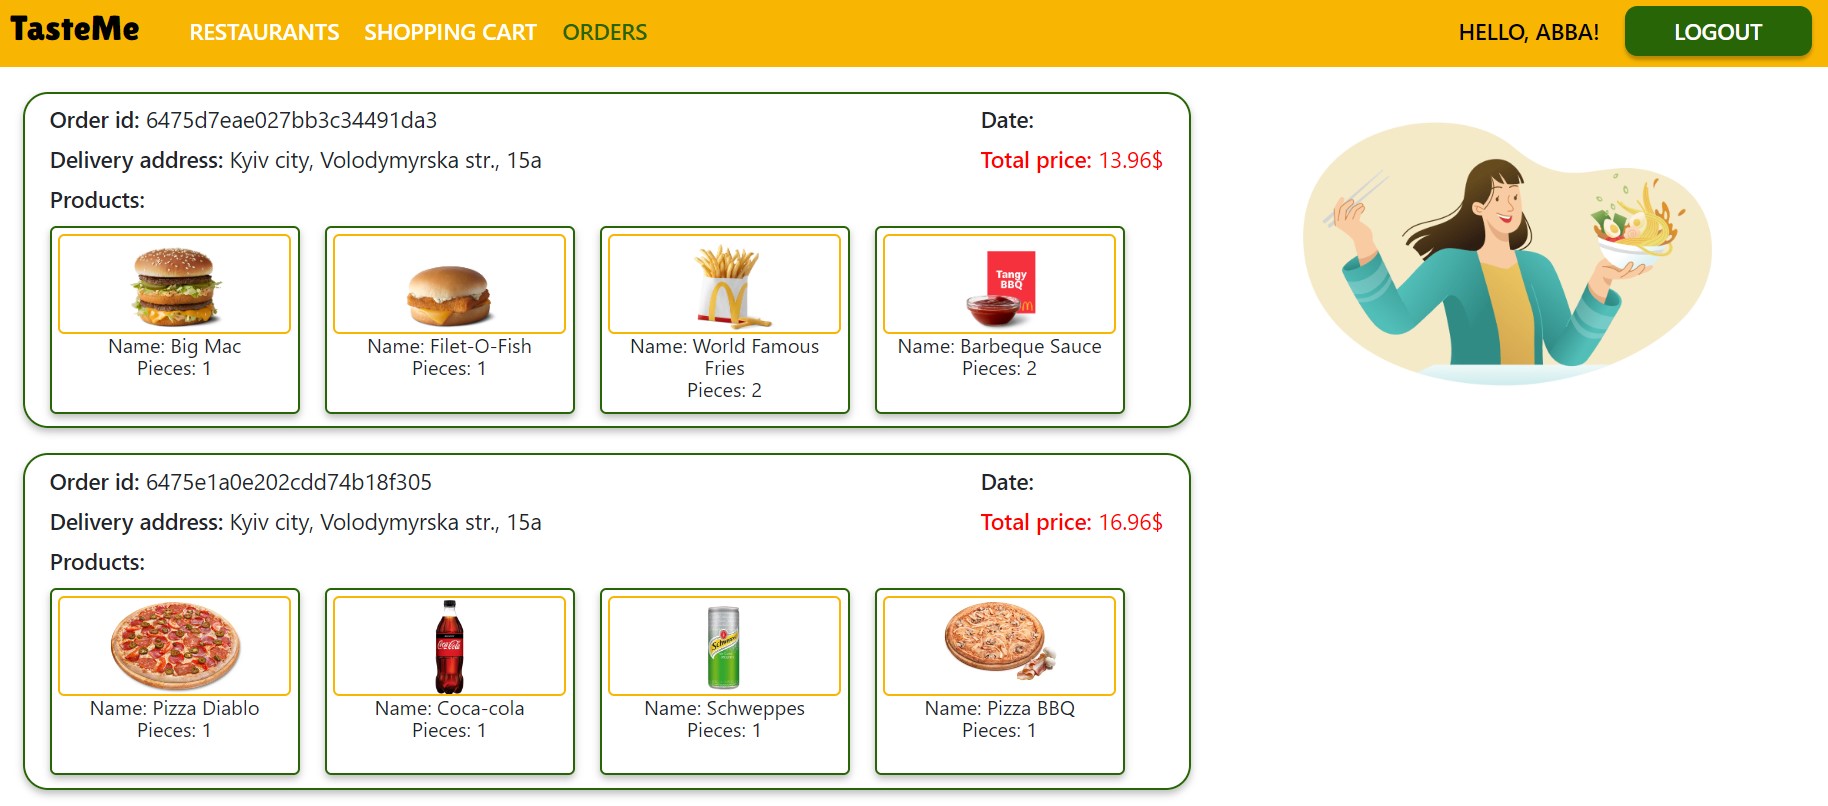 TasteMe RESTAURANTS SHOPPING CART ORDERS HELLO, ABBA! LOGOUT
Order id: 6475d7eae027bb3c34491da3 Date:
Delivery address: Kyiv city, Volodymyrska str., 15a Total price: 13.96$
Products:
Tangy
BBQ
Name: Big Mac
Pieces: 1
Name: Filet-O-Fish
Pieces: 1
Name: World Famous
Fries
Pieces: 2
Name: Barbeque Sauce
Pieces: 2
Order id: 6475e1a0e202cdd74b18f305 Date:
Delivery address: Kyiv city, Volodymyrska str., 15a Total price: 16.96$
Products:
Coca-Cola
Schweppes
Name: Pizza Diablo
Pieces: 1
Name: Coca-cola
Pieces: 1
Name: Schweppes
Pieces: 1
Name: Pizza BBQ
Pieces: 1